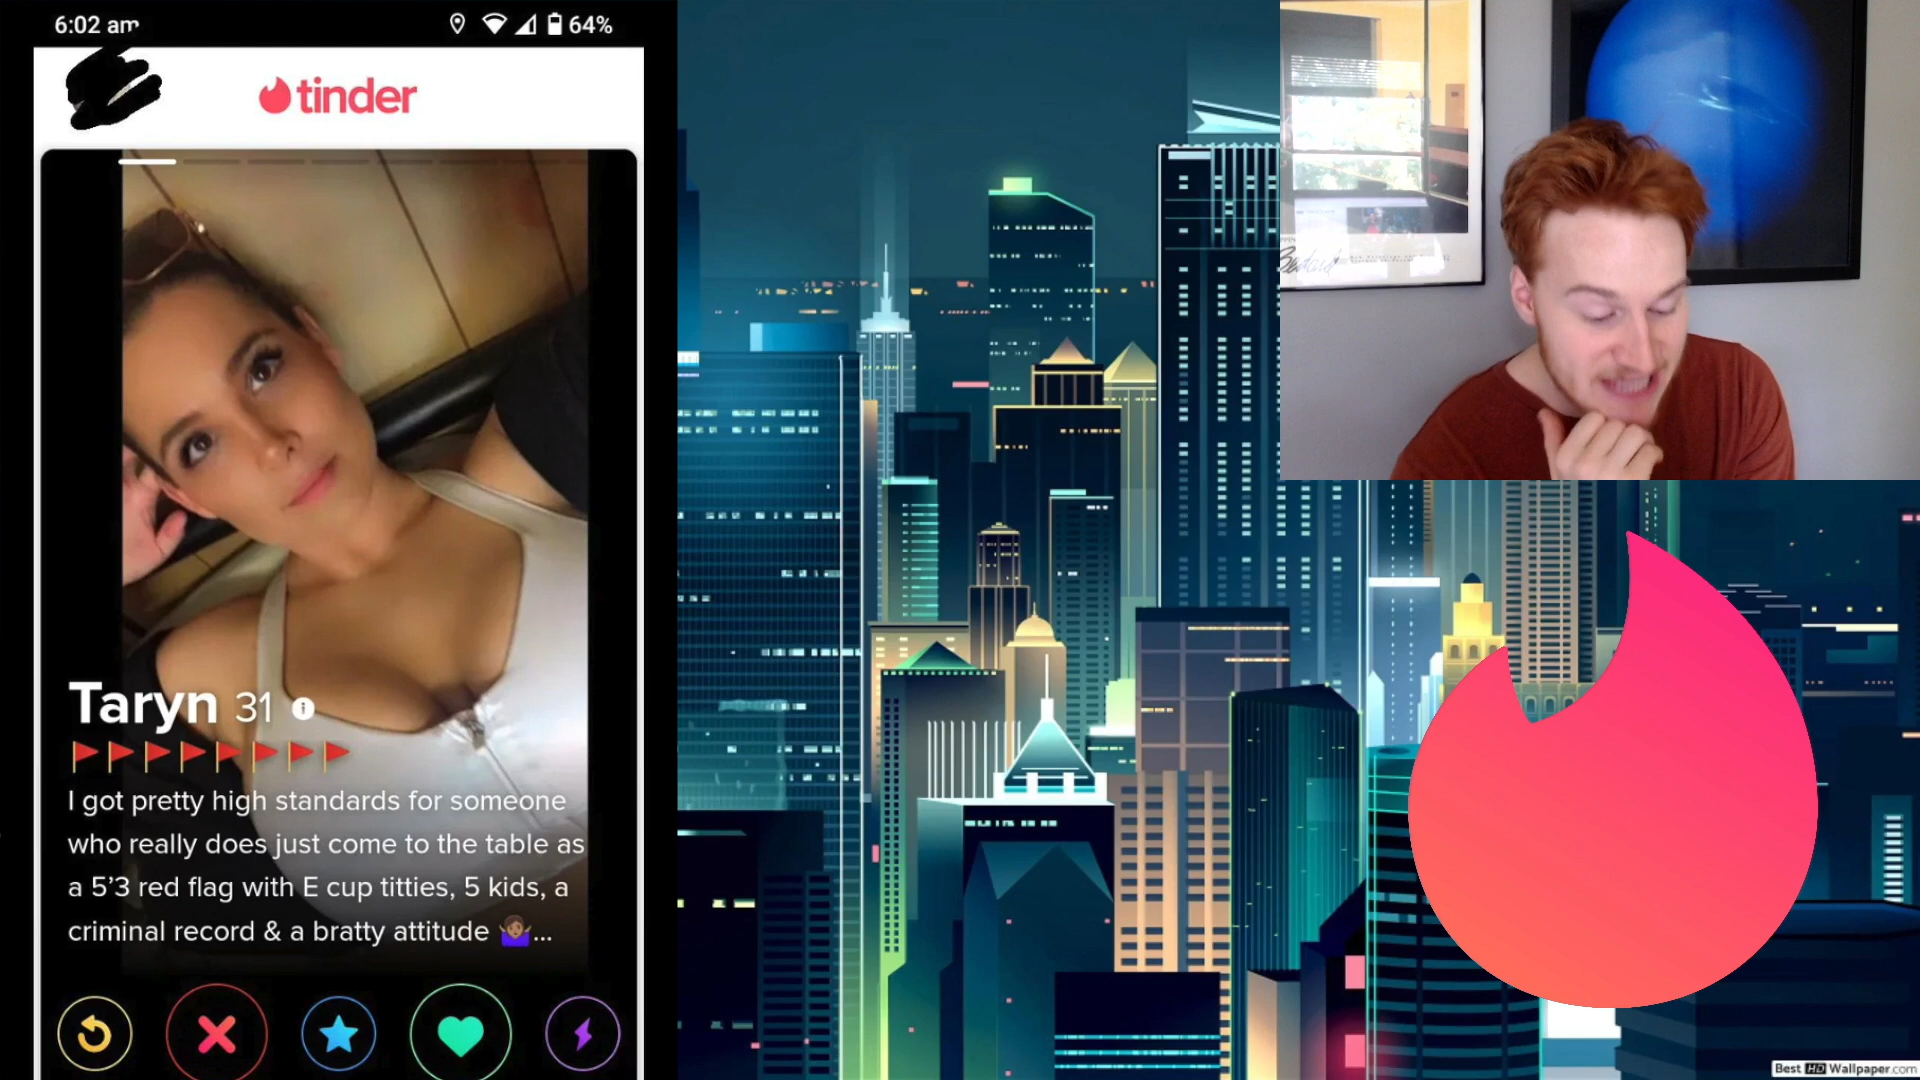 6:02 am
64%
tinder
Taryn 31
🚩🚩🚩🚩🚩🚩🚩🚩
I got pretty high standards for someone
who really does just come to the table as
a 5’3 red flag with E cup titties, 5 kids, a
criminal record & a bratty attitude 🤷🏽‍♀️...
Best HD Wallpaper.com